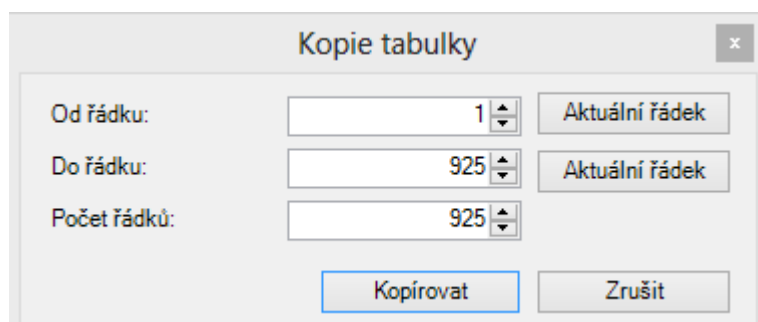 Kopie tabulky
x
Od řádku: 1 Aktuální řádek
Do řádku: 925 Aktuální řádek
Počet řádků: 925
Kopírovat Zrušit